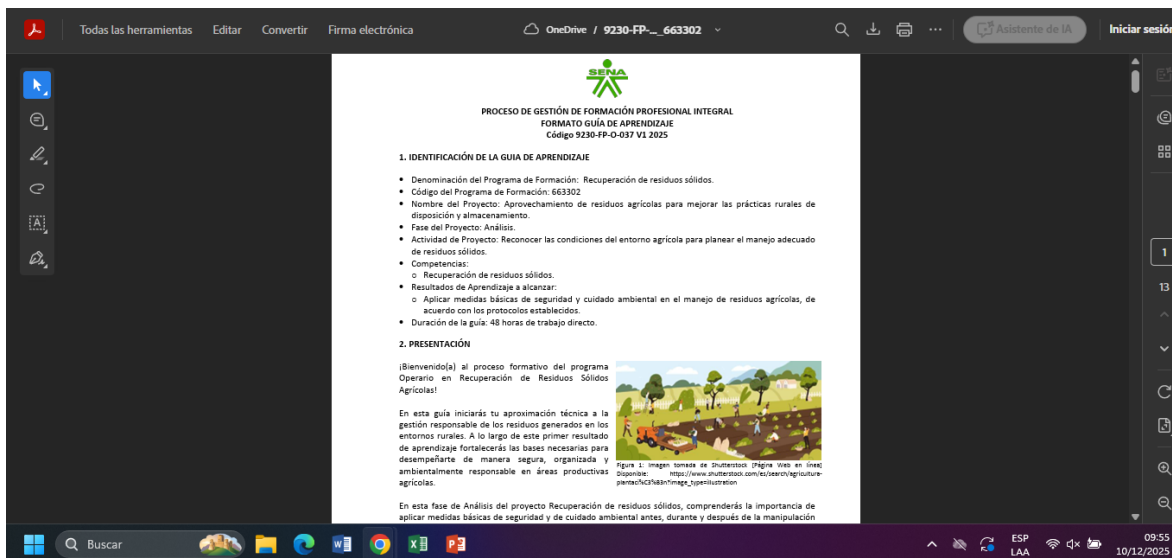 Todas las herramientas Editar Convertir Firma electrónica OneDrive / 9230-FP-..._663302 Asistente de IA Iniciar sesión
SENA
PROCESO DE GESTIÓN DE FORMACIÓN PROFESIONAL INTEGRAL
FORMATO GUÍA DE APRENDIZAJE
Código 9230-FP-O-037 V1 2025
1. IDENTIFICACIÓN DE LA GUIA DE APRENDIZAJE
• Denominación del Programa de Formación: Recuperación de residuos sólidos.
• Código del Programa de Formación: 663302
• Nombre del Proyecto: Aprovechamiento de residuos agrícolas para mejorar las prácticas rurales de
disposición y almacenamiento.
• Fase del Proyecto: Análisis.
• Actividad de Proyecto: Reconocer las condiciones del entorno agrícola para planear el manejo adecuado
de residuos sólidos.
• Competencias:
o Recuperación de residuos sólidos.
• Resultados de Aprendizaje a alcanzar:
o Aplicar medidas básicas de seguridad y cuidado ambiental en el manejo de residuos agrícolas, de
acuerdo con los protocolos establecidos.
• Duración de la guía: 48 horas de trabajo directo.
2. PRESENTACIÓN
¡Bienvenido(a) al proceso formativo del programa
Operario en Recuperación de Residuos Sólidos
Agrícolas!
En esta guía iniciarás tu aproximación técnica a la
gestión responsable de los residuos generados en los
entornos rurales. A lo largo de este primer resultado
de aprendizaje fortalecerás las bases necesarias para
desempeñarte de manera segura, organizada y
ambientalmente responsable en áreas productivas
agrícolas.
Figura 1: Imagen tomada de Shutterstock [Página Web en línea]
Disponible: https://www.shutterstock.com/es/search/agricultura-
plantaci%C3%B3n?image_type=illustration
En esta fase de Análisis del proyecto Recuperación de residuos sólidos, comprenderás la importancia de
aplicar medidas básicas de seguridad y de cuidado ambiental antes, durante y después de la manipulación
1
13
Buscar
ESP
LAA
09:55
10/12/2025